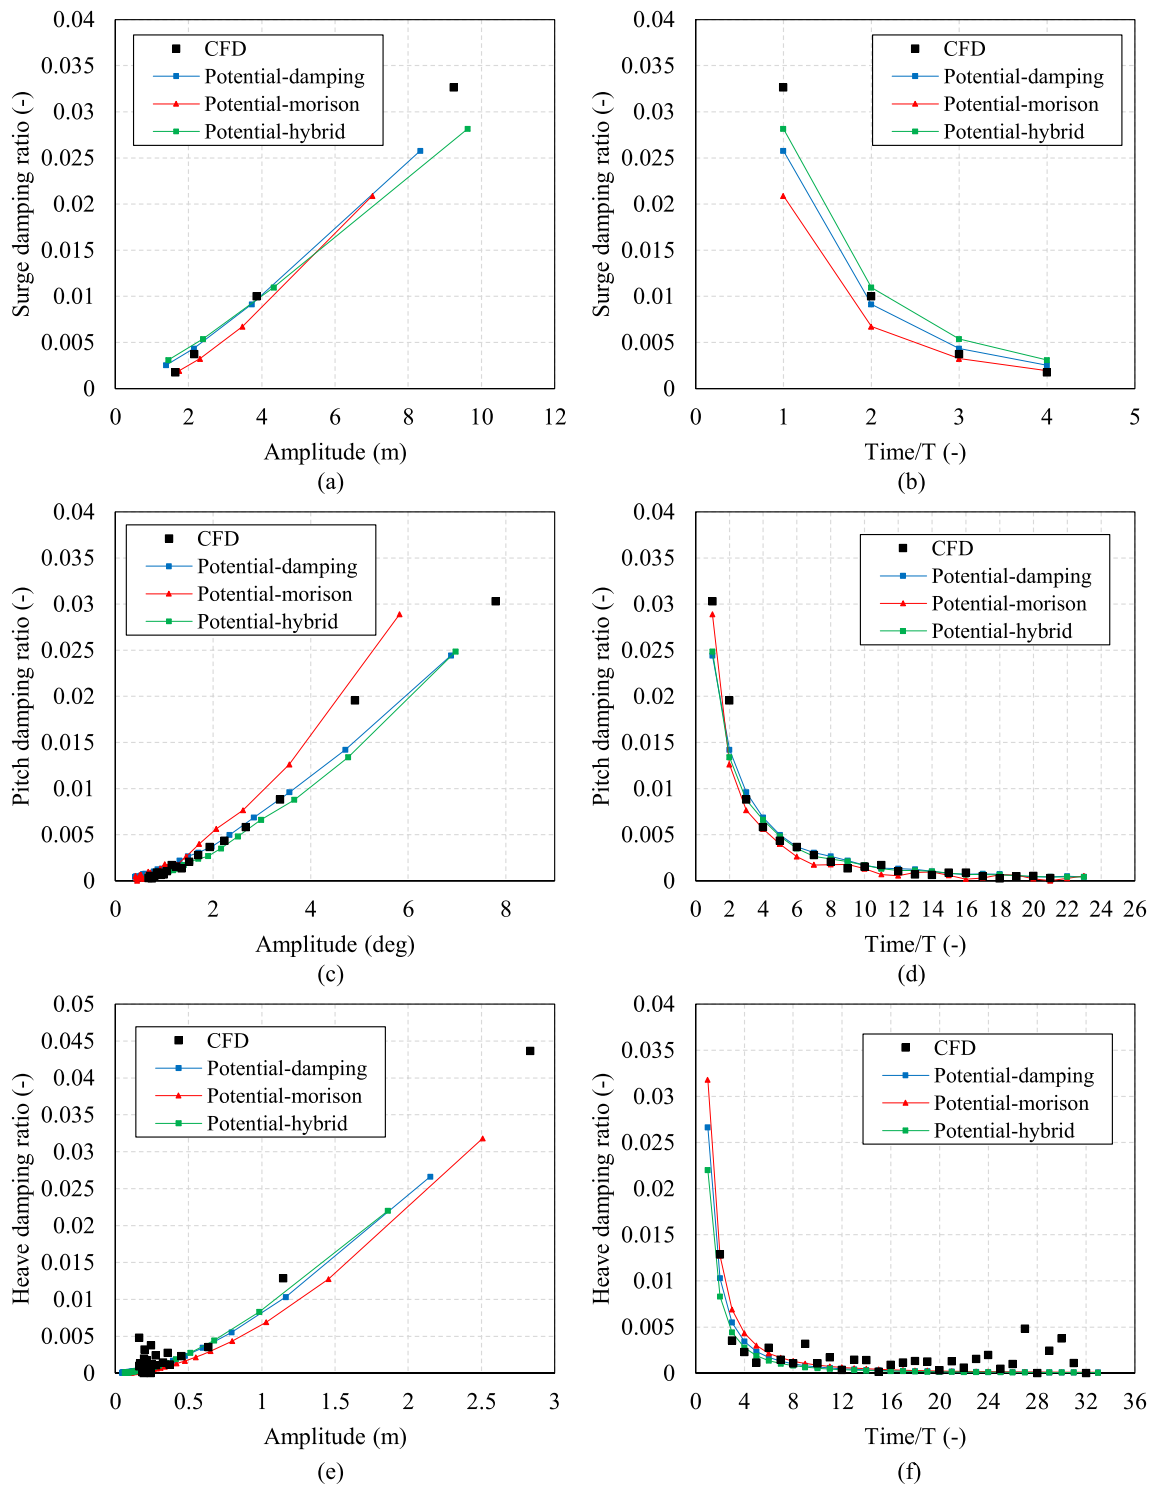 0.04
0.035
0.03
0.025
0.02
0.015
0.01
0.005
0
Surge damping ratio (-)
CFD
Potential-damping
Potential-morison
Potential-hybrid
0 2 4 6 8 10 12
Amplitude (m)
(a)
0.04
0.035
0.03
0.025
0.02
0.015
0.01
0.005
0
Surge damping ratio (-)
CFD
Potential-damping
Potential-morison
Potential-hybrid
0 1 2 3 4 5
Time/T (-)
(b)
0.04
0.035
0.03
0.025
0.02
0.015
0.01
0.005
0
Pitch damping ratio (-)
CFD
Potential-damping
Potential-morison
Potential-hybrid
0 2 4 6 8
Amplitude (deg)
(c)
0.04
0.035
0.03
0.025
0.02
0.015
0.01
0.005
0
Pitch damping ratio (-)
CFD
Potential-damping
Potential-morison
Potential-hybrid
0 2 4 6 8 10 12 14 16 18 20 22 24 26
Time/T (-)
(d)
0.05
0.045
0.04
0.035
0.03
0.025
0.02
0.015
0.01
0.005
0
Heave damping ratio (-)
CFD
Potential-damping
Potential-morison
Potential-hybrid
0 0.5 1 1.5 2 2.5 3
Amplitude (m)
(e)
0.04
0.035
0.03
0.025
0.02
0.015
0.01
0.005
0
Heave damping ratio (-)
CFD
Potential-damping
Potential-morison
Potential-hybrid
0 4 8 12 16 20 24 28 32 36
Time/T (-)
(f)